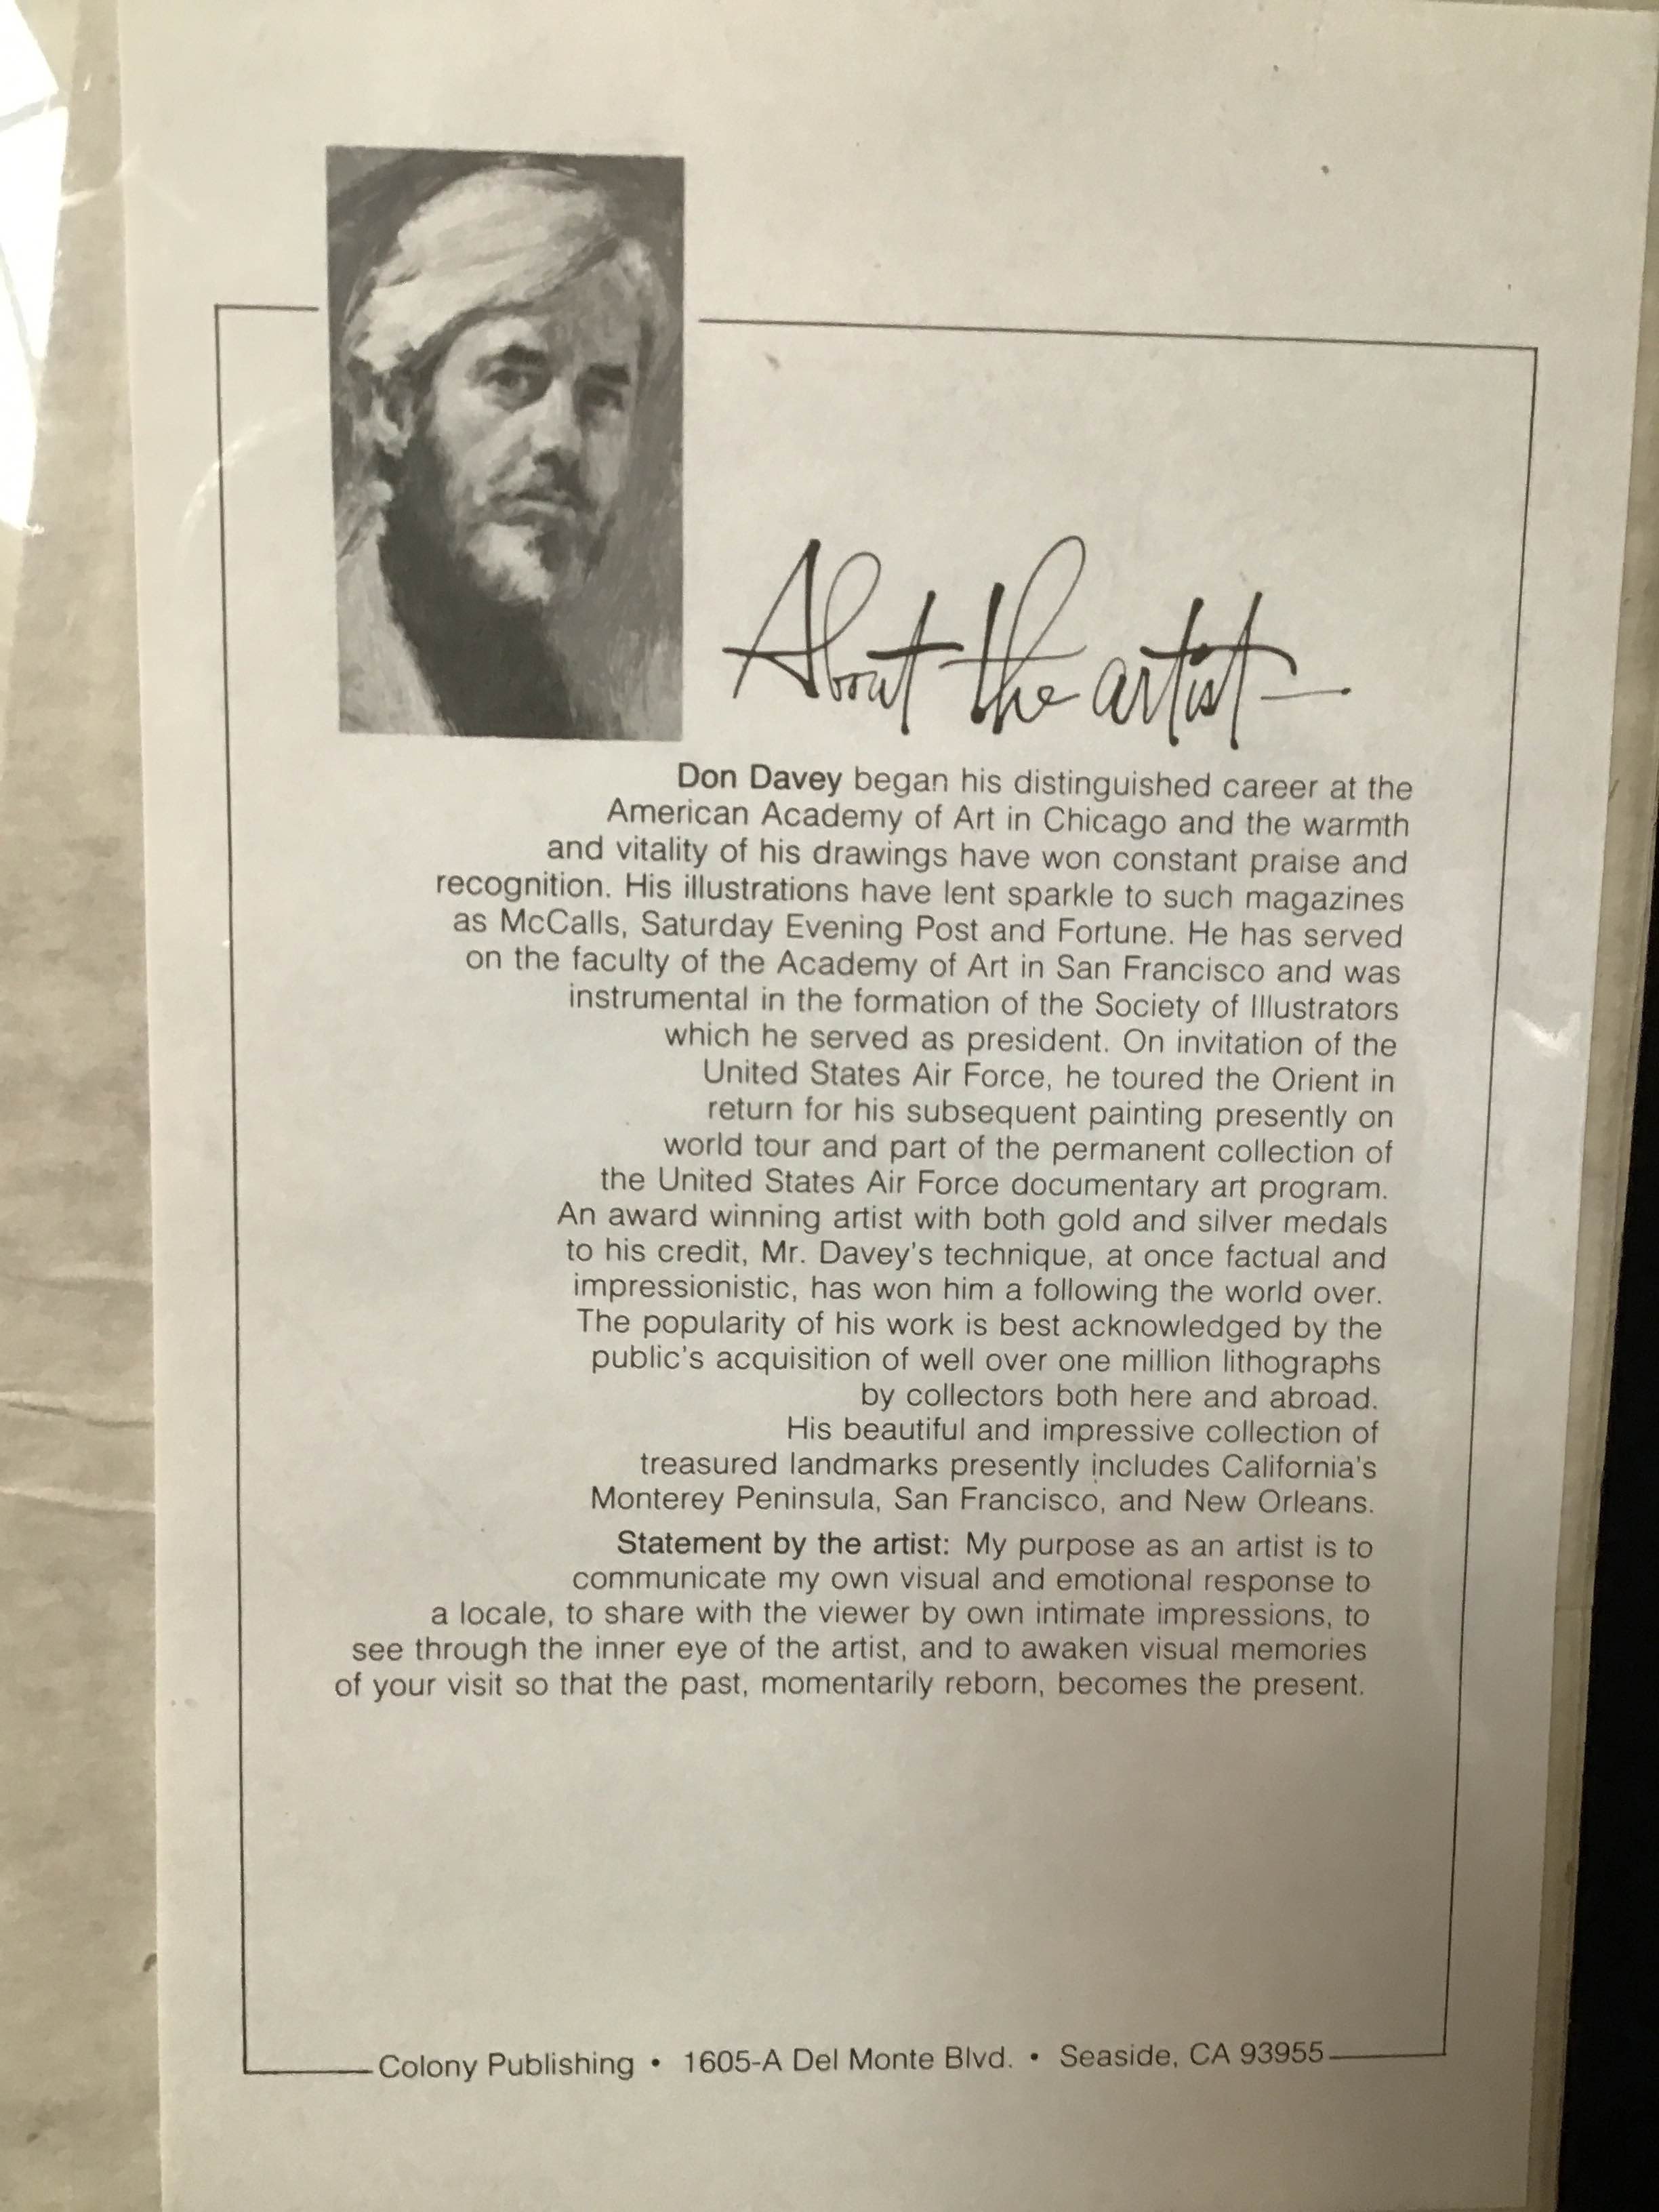 About the artist
Don Davey began his distinguished career at the
American Academy of Art in Chicago and the warmth
and vitality of his drawings have won constant praise and
recognition. His illustrations have lent sparkle to such magazines
as McCalls, Saturday Evening Post and Fortune. He has served
on the faculty of the Academy of Art in San Francisco and was
instrumental in the formation of the Society of Illustrators
which he served as president. On invitation of the
United States Air Force, he toured the Orient in
return for his subsequent painting presently on
world tour and part of the permanent collection of
the United States Air Force documentary art program.
An award winning artist with both gold and silver medals
to his credit, Mr. Davey's technique, at once factual and
impressionistic, has won him a following the world over.
The popularity of his work is best acknowledged by the
public's acquisition of well over one million lithographs
by collectors both here and abroad.
His beautiful and impressive collection of
treasured landmarks presently includes California's
Monterey Peninsula, San Francisco, and New Orleans.
Statement by the artist: My purpose as an artist is to
communicate my own visual and emotional response to
a locale, to share with the viewer by own intimate impressions, to
see through the inner eye of the artist, and to awaken visual memories
of your visit so that the past, momentarily reborn, becomes the present.
Colony Publishing • 1605-A Del Monte Blvd. • Seaside, CA 93955